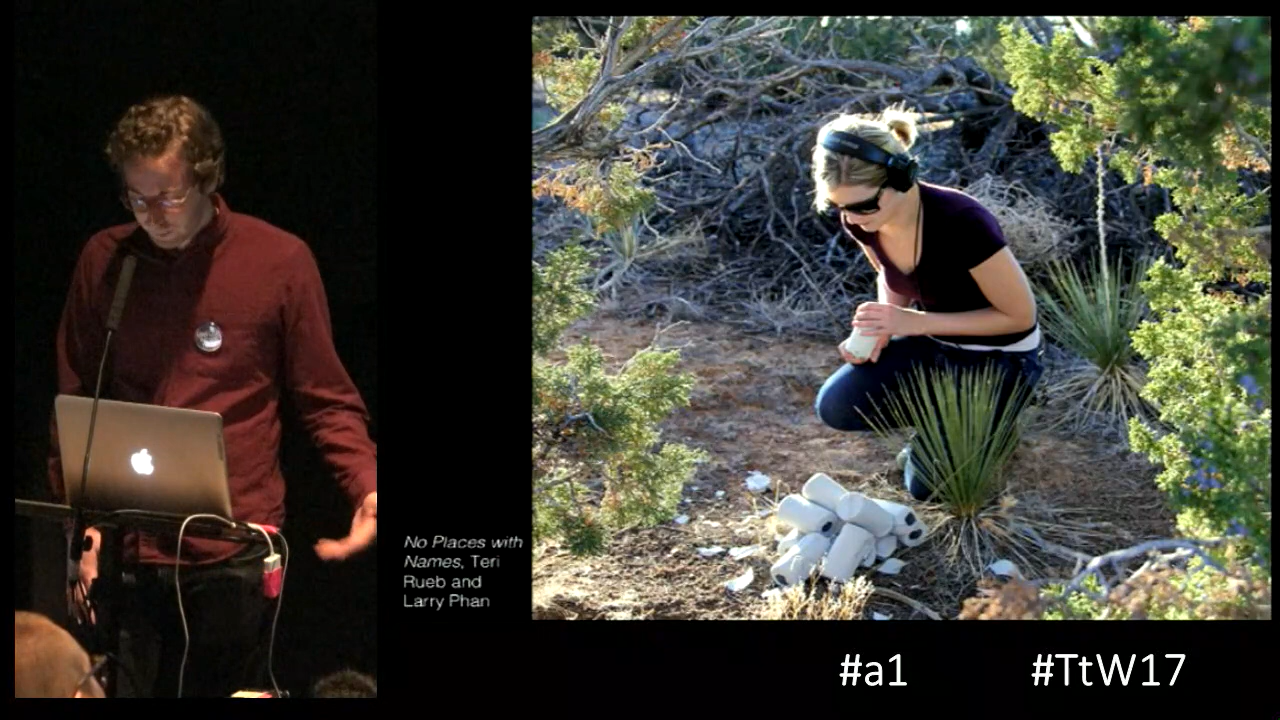 No Places with
Names, Teri
Rueb and
Larry Phan
#a1 #TtW17